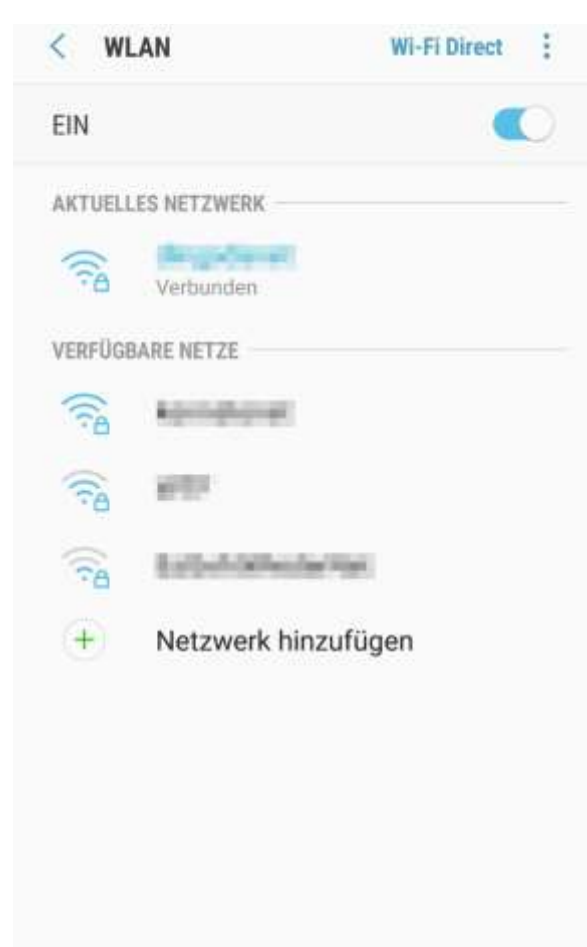 WLAN Wi-Fi Direct
EIN
AKTUELLES NETZWERK
Verbunden
VERFÜGBARE NETZE
Netzwerk hinzufügen